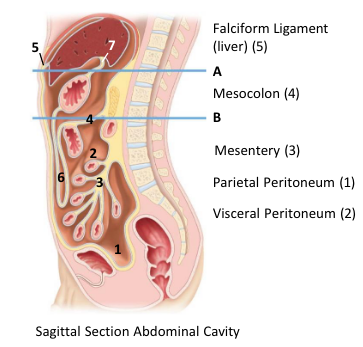 Falciform Ligament
(liver) (5)
5
7
A
Mesocolon (4)
4
B
2
Mesentery (3)
6
3
Parietal Peritoneum (1)
Visceral Peritoneum (2)
1
Sagittal Section Abdominal Cavity